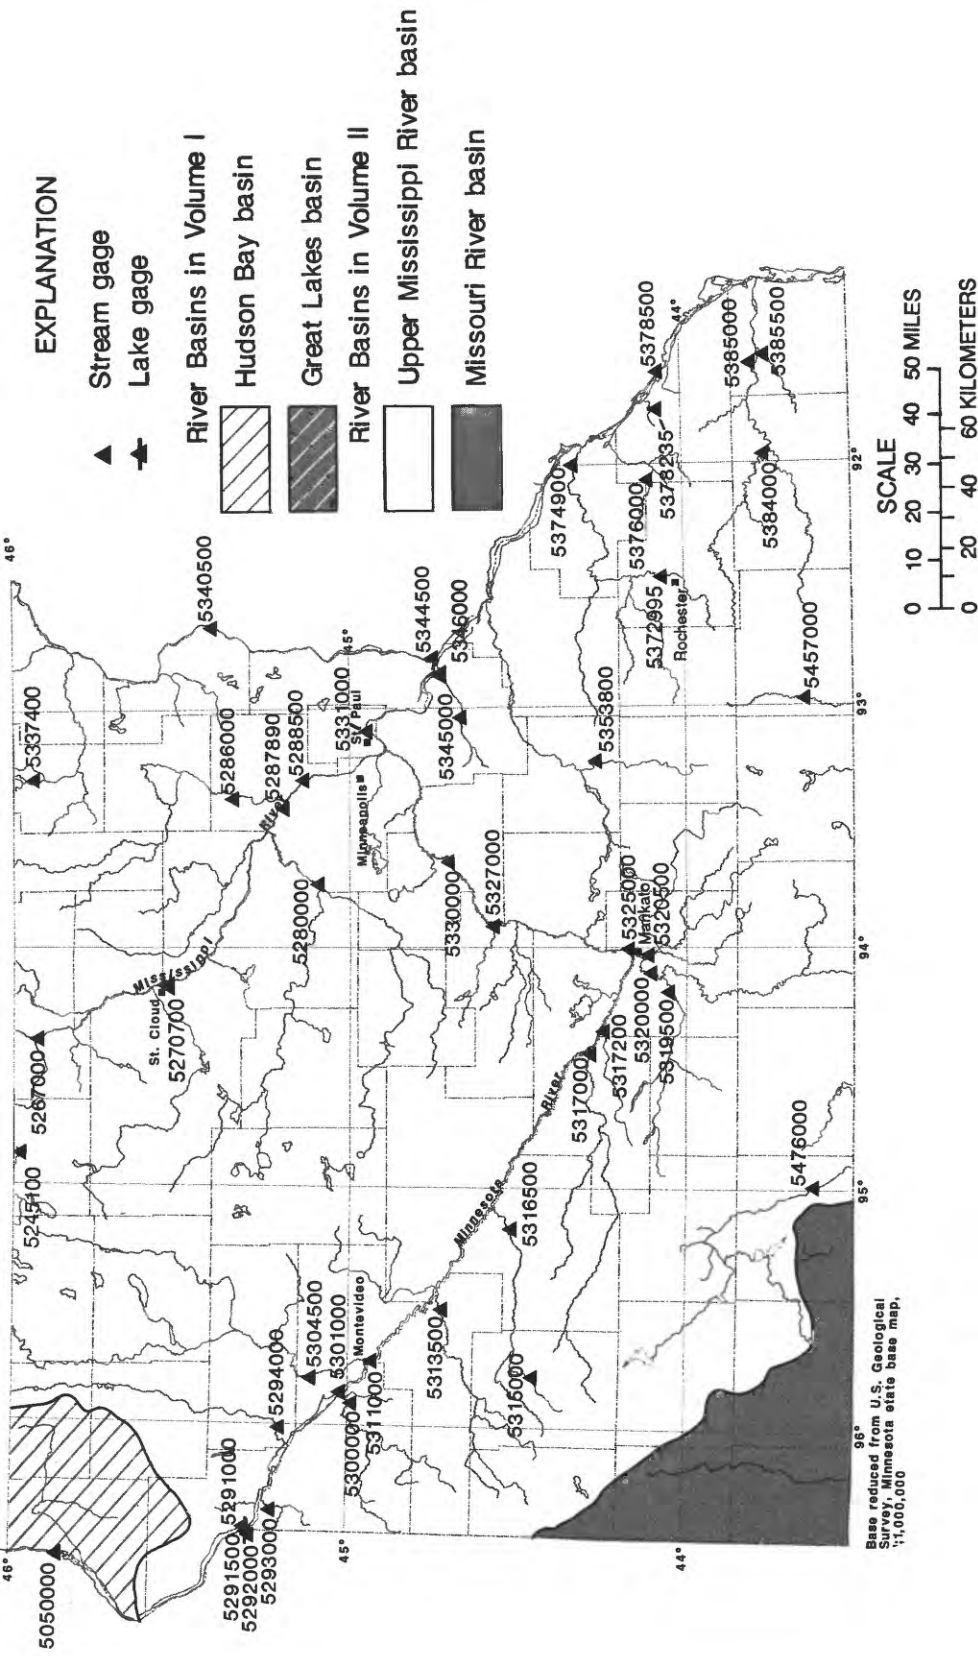 EXPLANATION
Stream gage
Lake gage
River Basins in Volume I
Hudson Bay basin
Great Lakes basin
River Basins in Volume II
Upper Mississippi River basin
Missouri River basin
46°
5050000
5291500
5291000
5292000
5293000
5294000
5304500
5301000
5300000
5311000
Montevideo
5313500
5315000
5316500
Minnesota
River
5317000
5317200
5320000
5319500
5325000
Mankato
5320500
5476000
5245100
5267000
St. Cloud
5270700
Mississippi
River
5280000
5337400
5286000
5287890
5288500
Minneapolis
5331000
St. Paul
5340500
46°
45°
5344500
5346000
5345000
5330000
5327000
5353800
5457000
5372995
Rochester
5374900
5376000
5378235
5378500
44°
5385000
5385500
5384000
45°
44°
96°
95°
94°
93°
92°
SCALE
0 10 20 30 40 50 MILES
0 20 40 60 KILOMETERS
Base reduced from U.S. Geological
Survey, Minnesota state base map,
1:1,000,000